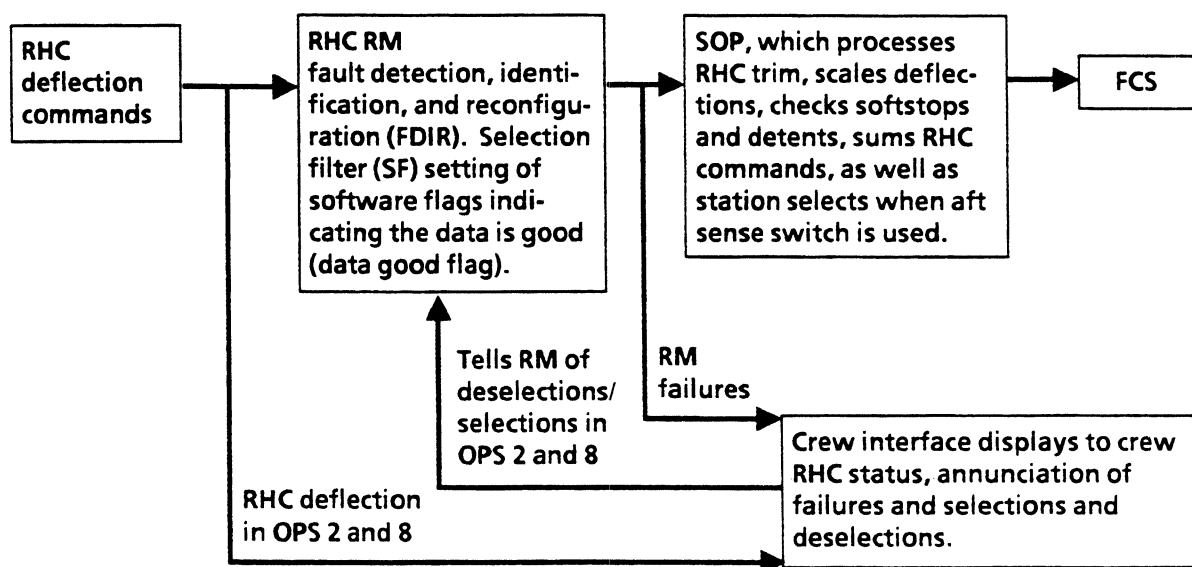 RHC
deflection
commands
RHC RM
fault detection, identi-
fication, and reconfigu-
ration (FDIR). Selection
filter (SF) setting of
software flags indi-
cating the data is good
(data good flag).
SOP, which processes
RHC trim, scales deflec-
tions, checks softstops
and detents, sums RHC
commands, as well as
station selects when aft
sense switch is used.
FCS
Tells RM of
deselections/
selections in
OPS 2 and 8
RM
failures
RHC deflection
in OPS 2 and 8
Crew interface displays to crew
RHC status, annunciation of
failures and selections and
deselections.